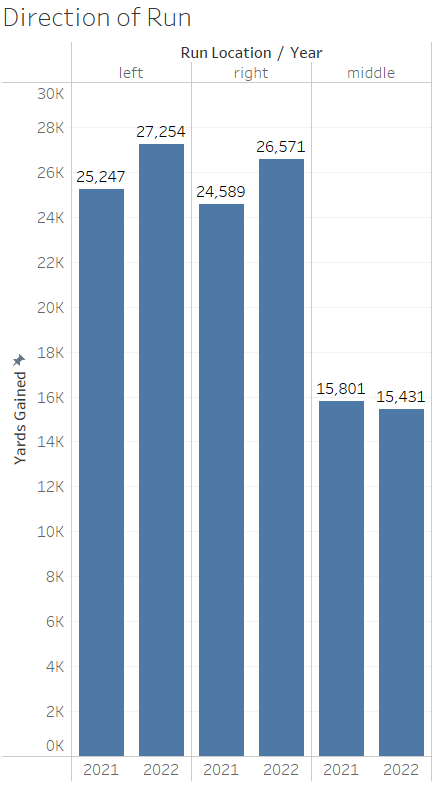 Direction of Run
Run Location / Year
left right middle
30K
28K
26K
24K
22K
20K
18K
16K
14K
12K
10K
8K
6K
4K
2K
0K
Yards Gained
25,247
27,254
24,589
26,571
15,801
15,431
2021 2022 2021 2022 2021 2022